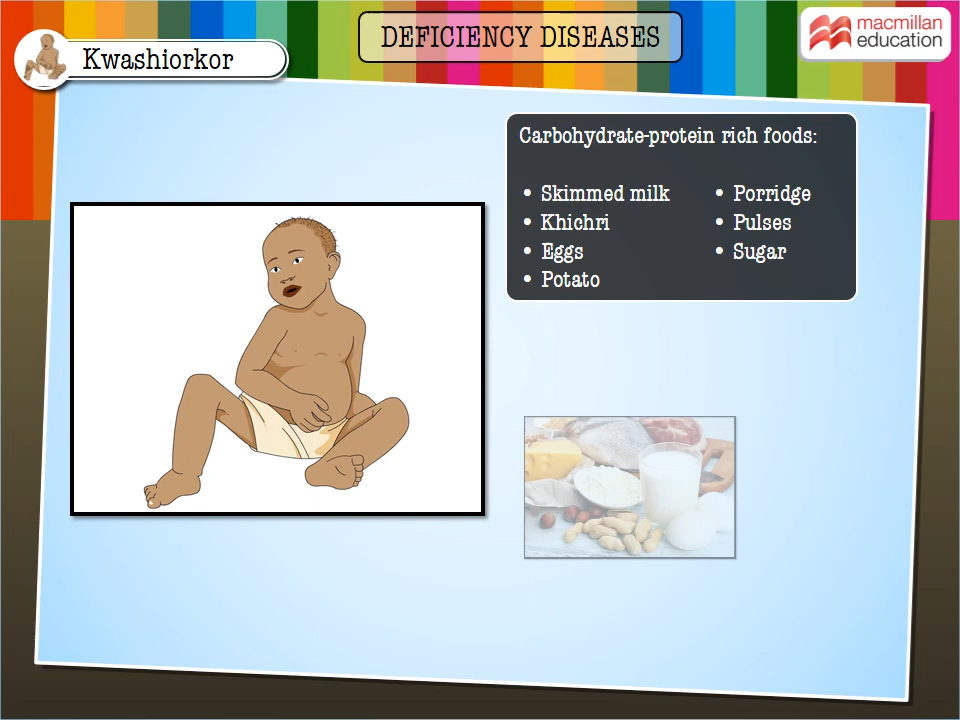 DEFICIENCY DISEASES
macmillan
education
Kwashiorkor
Carbohydrate-protein rich foods:
• Skimmed milk
• Khichri
• Eggs
• Potato
• Porridge
• Pulses
• Sugar